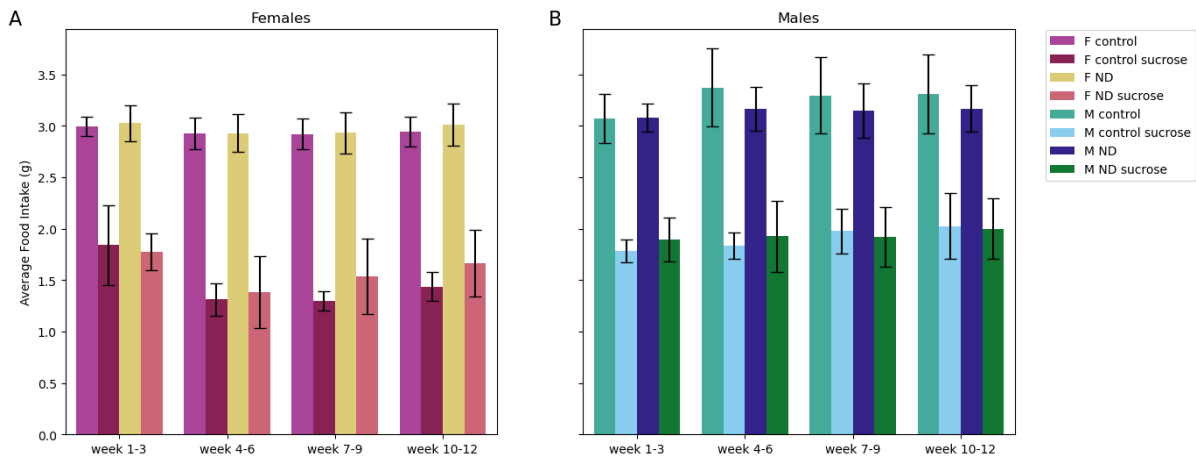 A
Females
B
Males
F control
F control sucrose
F ND
F ND sucrose
M control
M control sucrose
M ND
M ND sucrose
Average Food Intake (g)
3.5
3.0
2.5
2.0
1.5
1.0
0.5
0.0
week 1-3
week 4-6
week 7-9
week 10-12
week 1-3
week 4-6
week 7-9
week 10-12